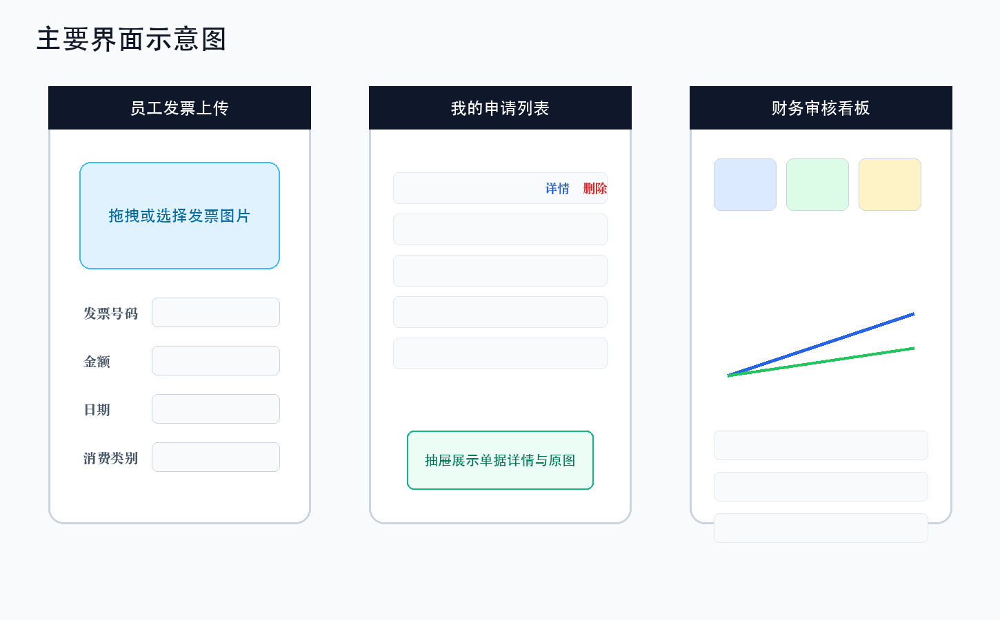 主要界面示意图
员工发票上传
拖拽或选择发票图片
发票号码
金额
日期
消费类别
我的申请列表
详情 删除
抽屉展示单据详情与原图
财务审核看板